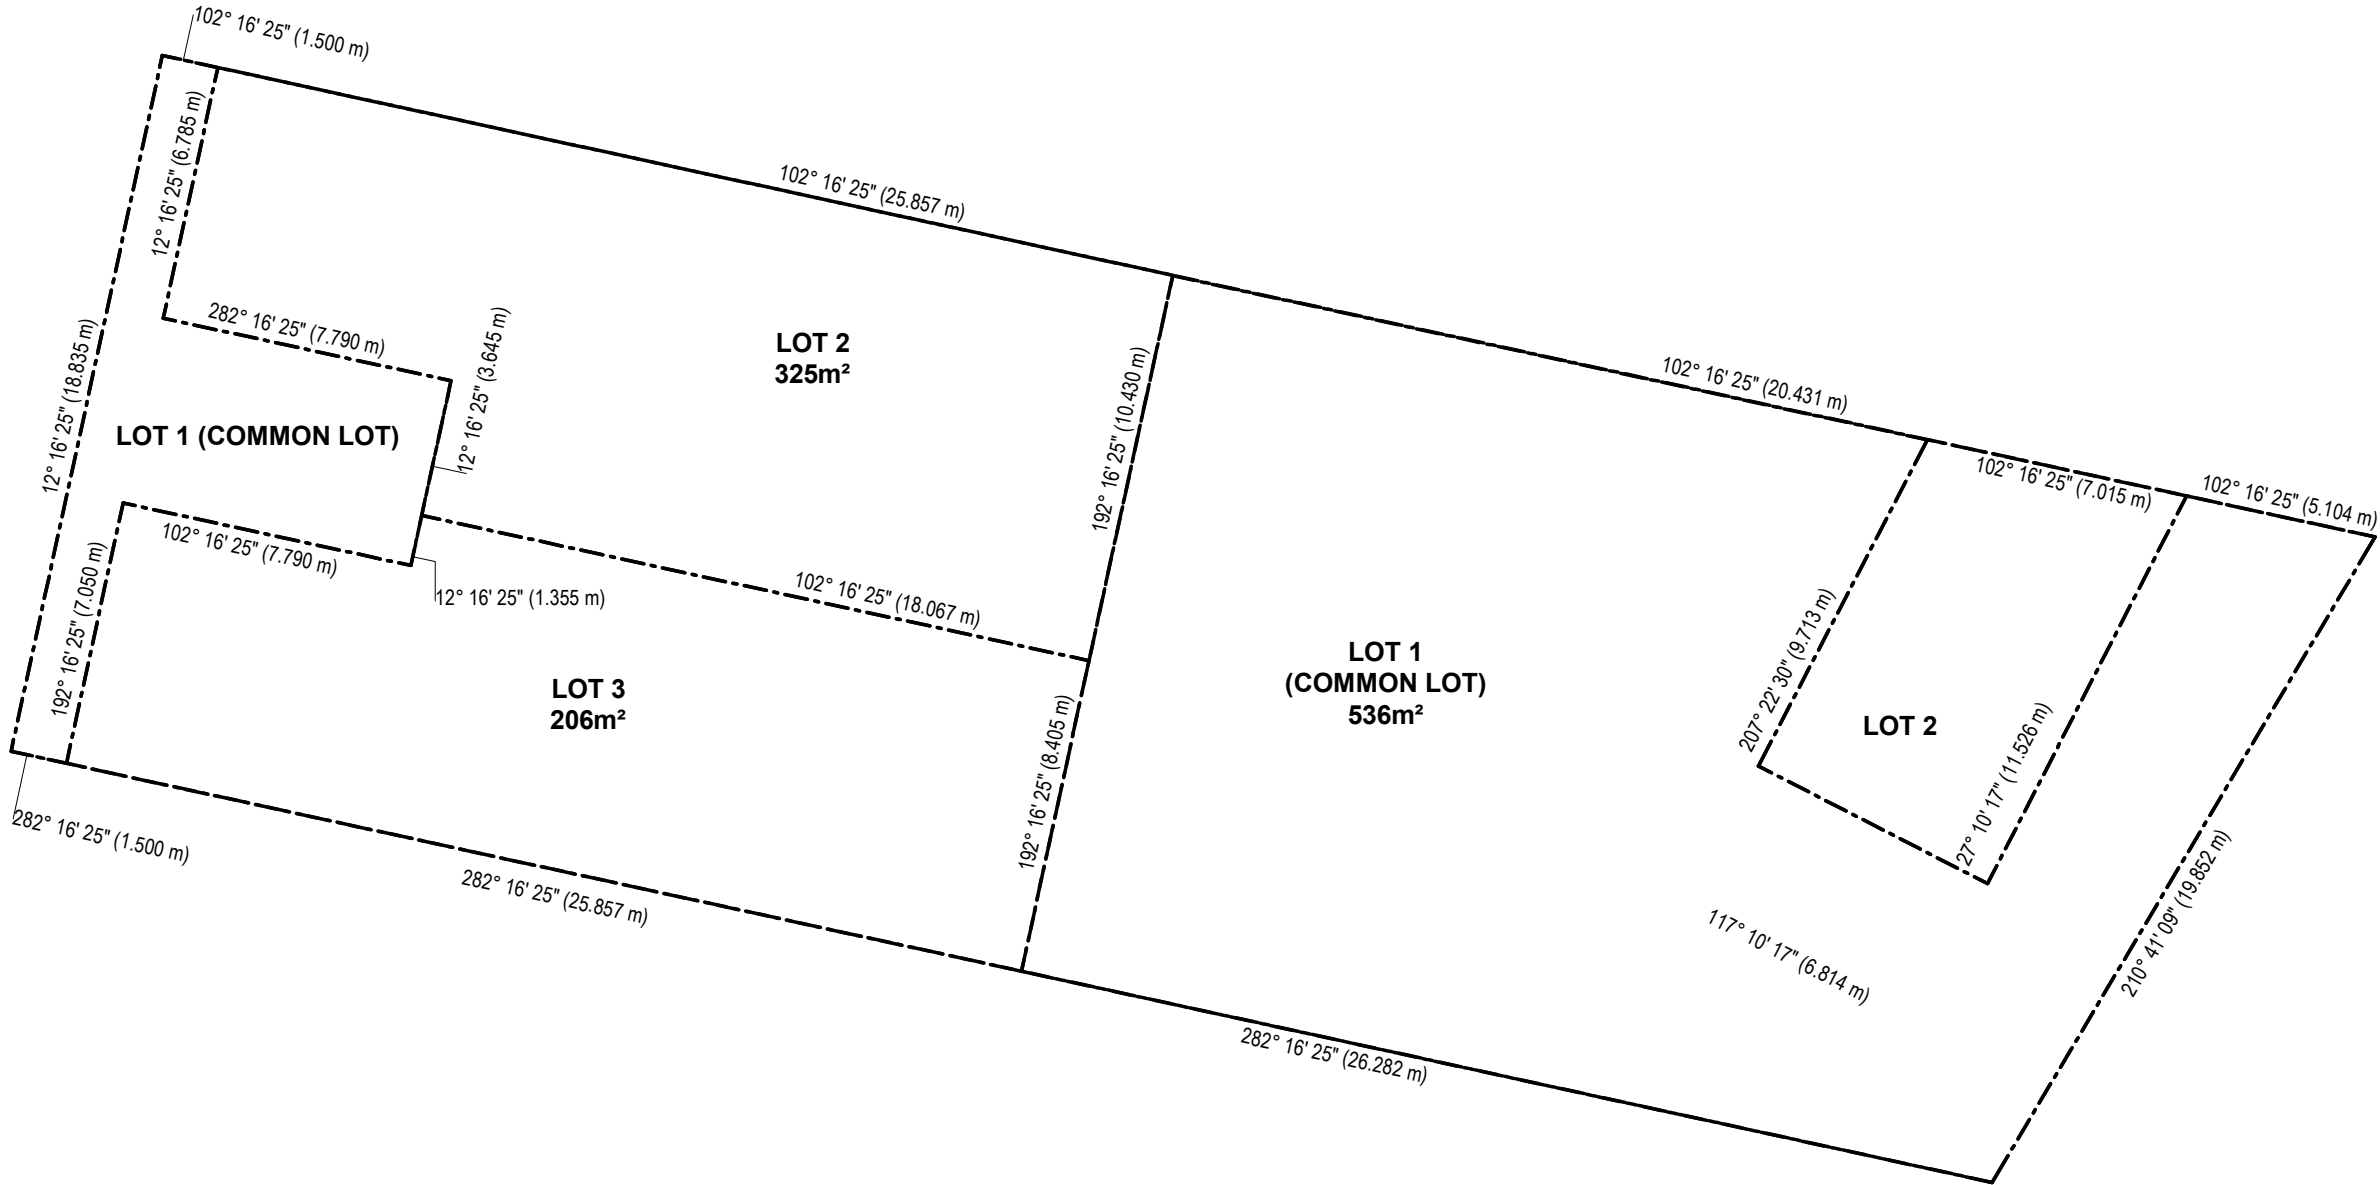 102° 16' 25" (1.500 m)
12° 16' 25" (6.785 m)
102° 16' 25" (25.857 m)
282° 16' 25" (7.790 m)
12° 16' 25" (3.645 m)
12° 16' 25" (18.835 m)
LOT 2
325m²
192° 16' 25" (10.430 m)
102° 16' 25" (20.431 m)
LOT 1 (COMMON LOT)
102° 16' 25" (7.015 m)
102° 16' 25" (5.104 m)
102° 16' 25" (7.790 m)
192° 16' 25" (7.050 m)
12° 16' 25" (1.355 m)
102° 16' 25" (18.067 m)
LOT 3
206m²
LOT 1
(COMMON LOT)
536m²
207° 22' 30" (9.713 m)
LOT 2
27° 10' 17" (11.526 m)
192° 16' 25" (8.405 m)
282° 16' 25" (1.500 m)
282° 16' 25" (25.857 m)
117° 10' 17" (6.814 m)
210° 41' 09" (19.852 m)
282° 16' 25" (26.282 m)